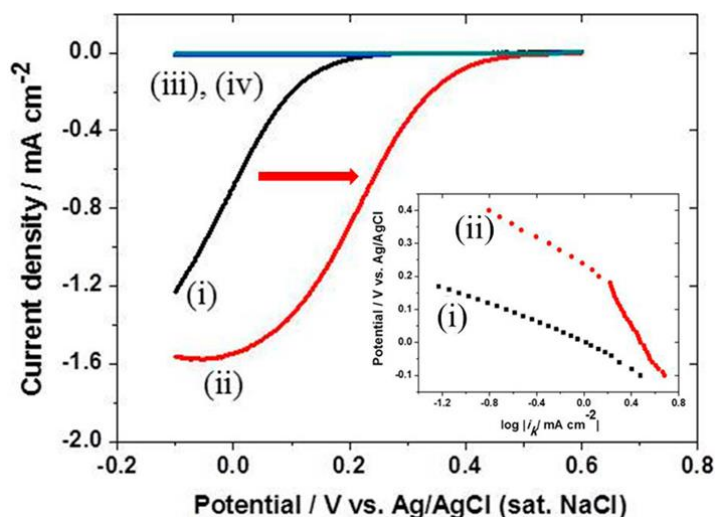 0.0
-0.4
-0.8
-1.2
-1.6
-2.0
Current density / mA cm-2
(iii), (iv)
(i)
(ii)
0.0 0.2 0.4 0.6 0.8
Potential / V vs. Ag/AgCl (sat. NaCl)
0.4
0.3
0.2
0.1
0.0
-0.1
Potential / V vs. Ag/AgCl
(ii)
(i)
-1.2 -0.8 -0.4 0.0 0.4 0.8
log |ik/ mA cm-2|